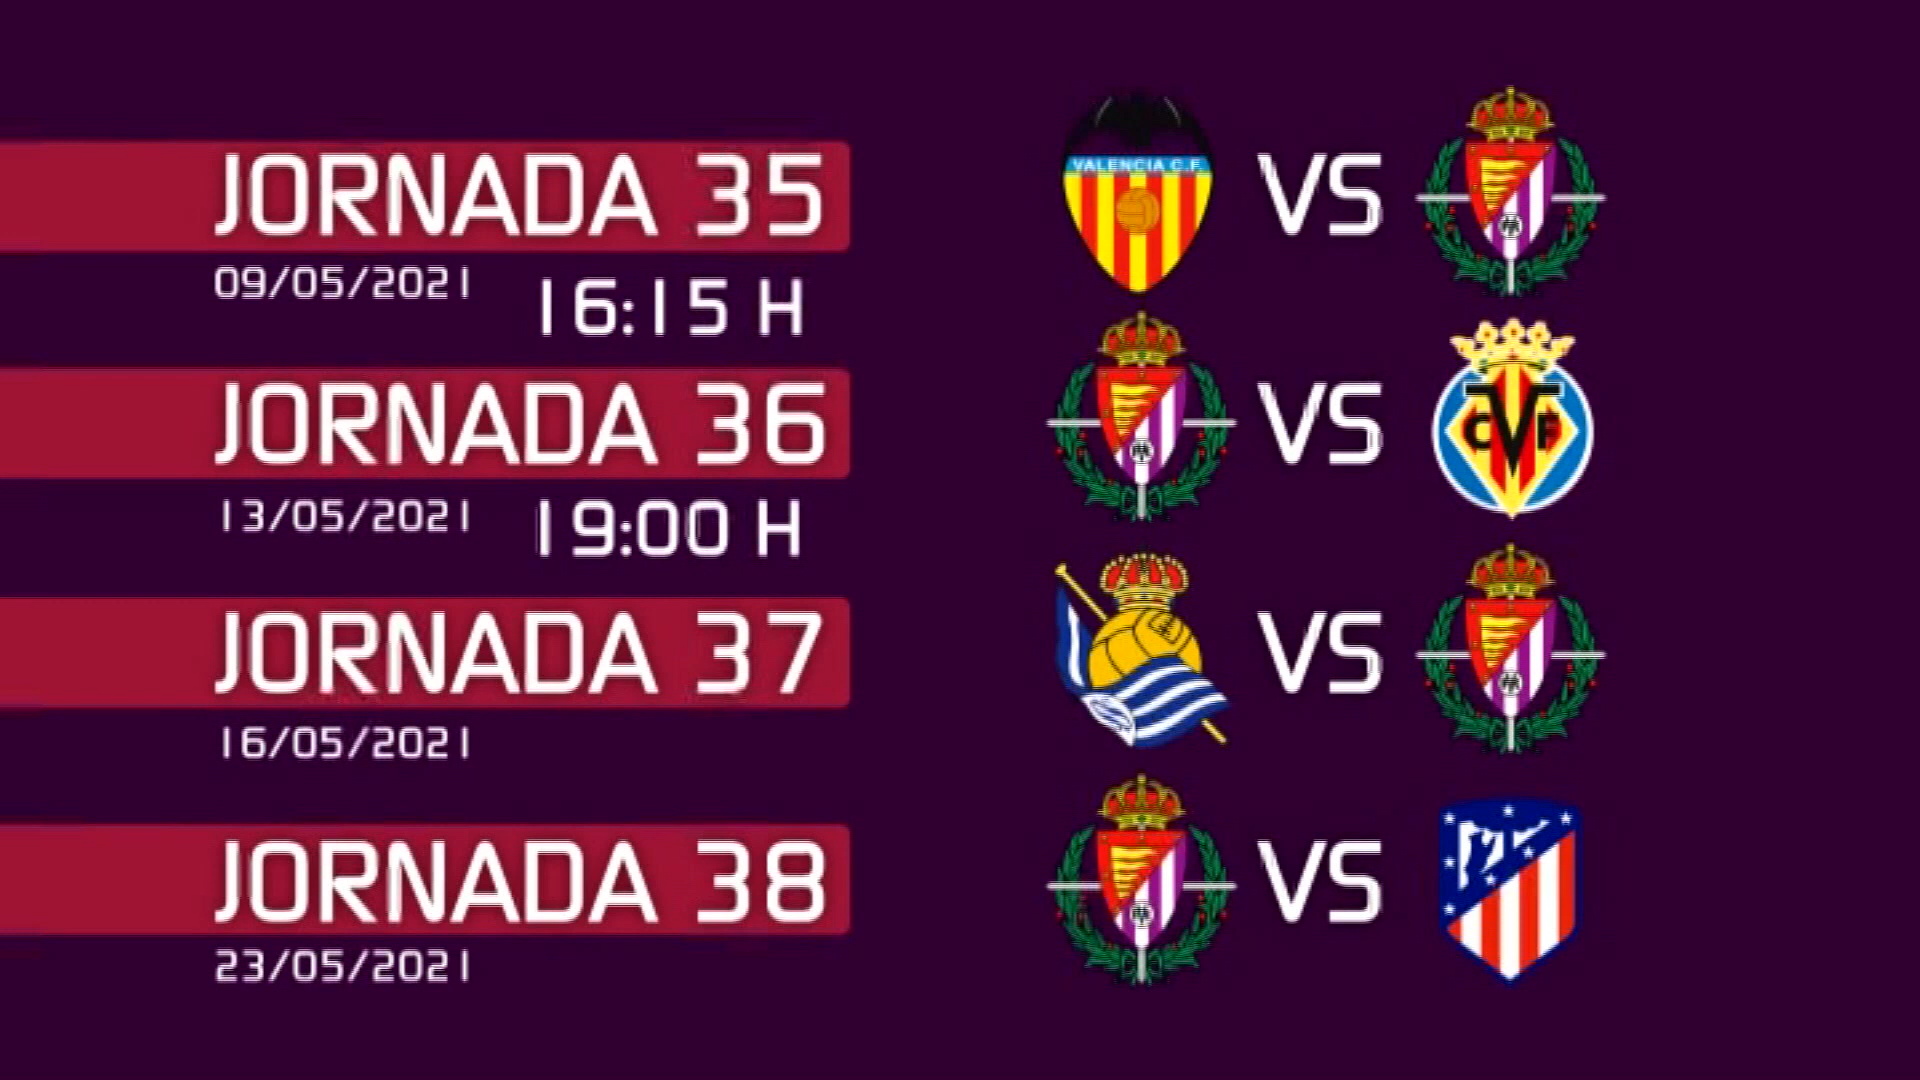 JORNADA 35
VALENCIA C.F.
VS
09/05/2021
16:15 H
JORNADA 36
VS
CVF
13/05/2021
19:00 H
JORNADA 37
VS
16/05/2021
JORNADA 38
VS
23/05/2021